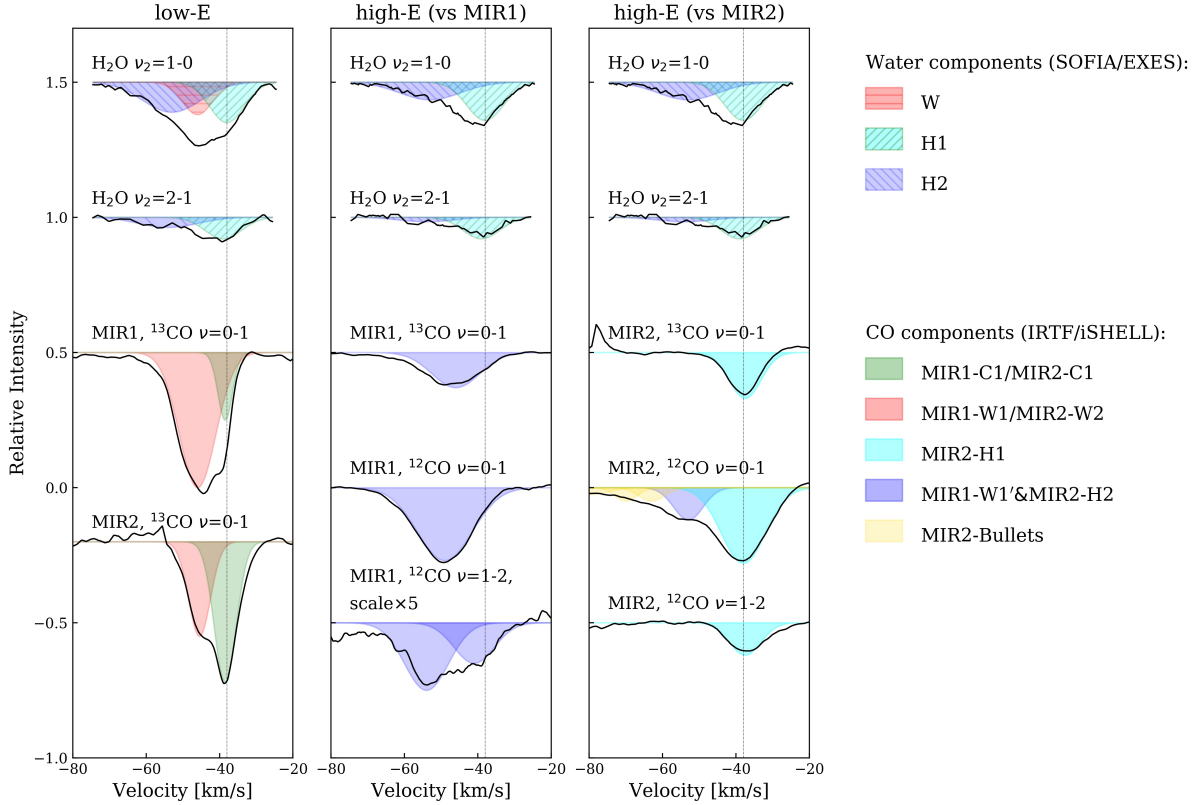 low-E
high-E (vs MIR1)
high-E (vs MIR2)
H₂O ν₂=1-0
H₂O ν₂=1-0
H₂O ν₂=1-0
H₂O ν₂=2-1
H₂O ν₂=2-1
H₂O ν₂=2-1
MIR1, ¹³CO ν=0-1
MIR1, ¹³CO ν=0-1
MIR2, ¹³CO ν=0-1
MIR1, ¹²CO ν=0-1
MIR2, ¹²CO ν=0-1
MIR2, ¹³CO ν=0-1
MIR1, ¹²CO ν=1-2,
scale×5
MIR2, ¹²CO ν=1-2
Relative Intensity
1.5
1.0
0.5
0.0
−0.5
−1.0
−80 −60 −40 −20
−80 −60 −40 −20
−80 −60 −40 −20
Velocity [km/s]
Velocity [km/s]
Velocity [km/s]
Water components (SOFIA/EXES):
W
H1
H2
CO components (IRTF/iSHELL):
MIR1-C1/MIR2-C1
MIR1-W1/MIR2-W2
MIR2-H1
MIR1-W1′&MIR2-H2
MIR2-Bullets